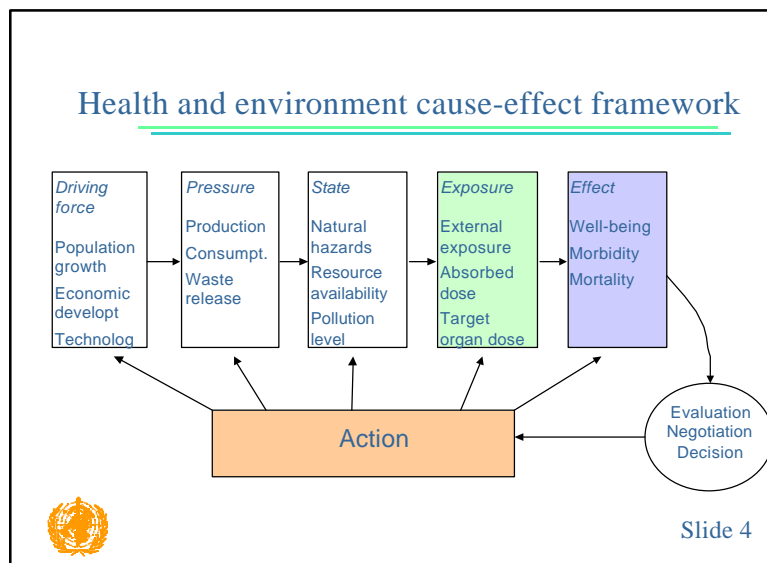 Health and environment cause-effect framework
Driving
force
Population
growth
Economic
developt
Technolog
Pressure
Production
Consumpt.
Waste
release
State
Natural
hazards
Resource
availability
Pollution
level
Exposure
External
exposure
Absorbed
dose
Target
organ dose
Effect
Well-being
Morbidity
Mortality
Action
Evaluation
Negotiation
Decision
Slide 4